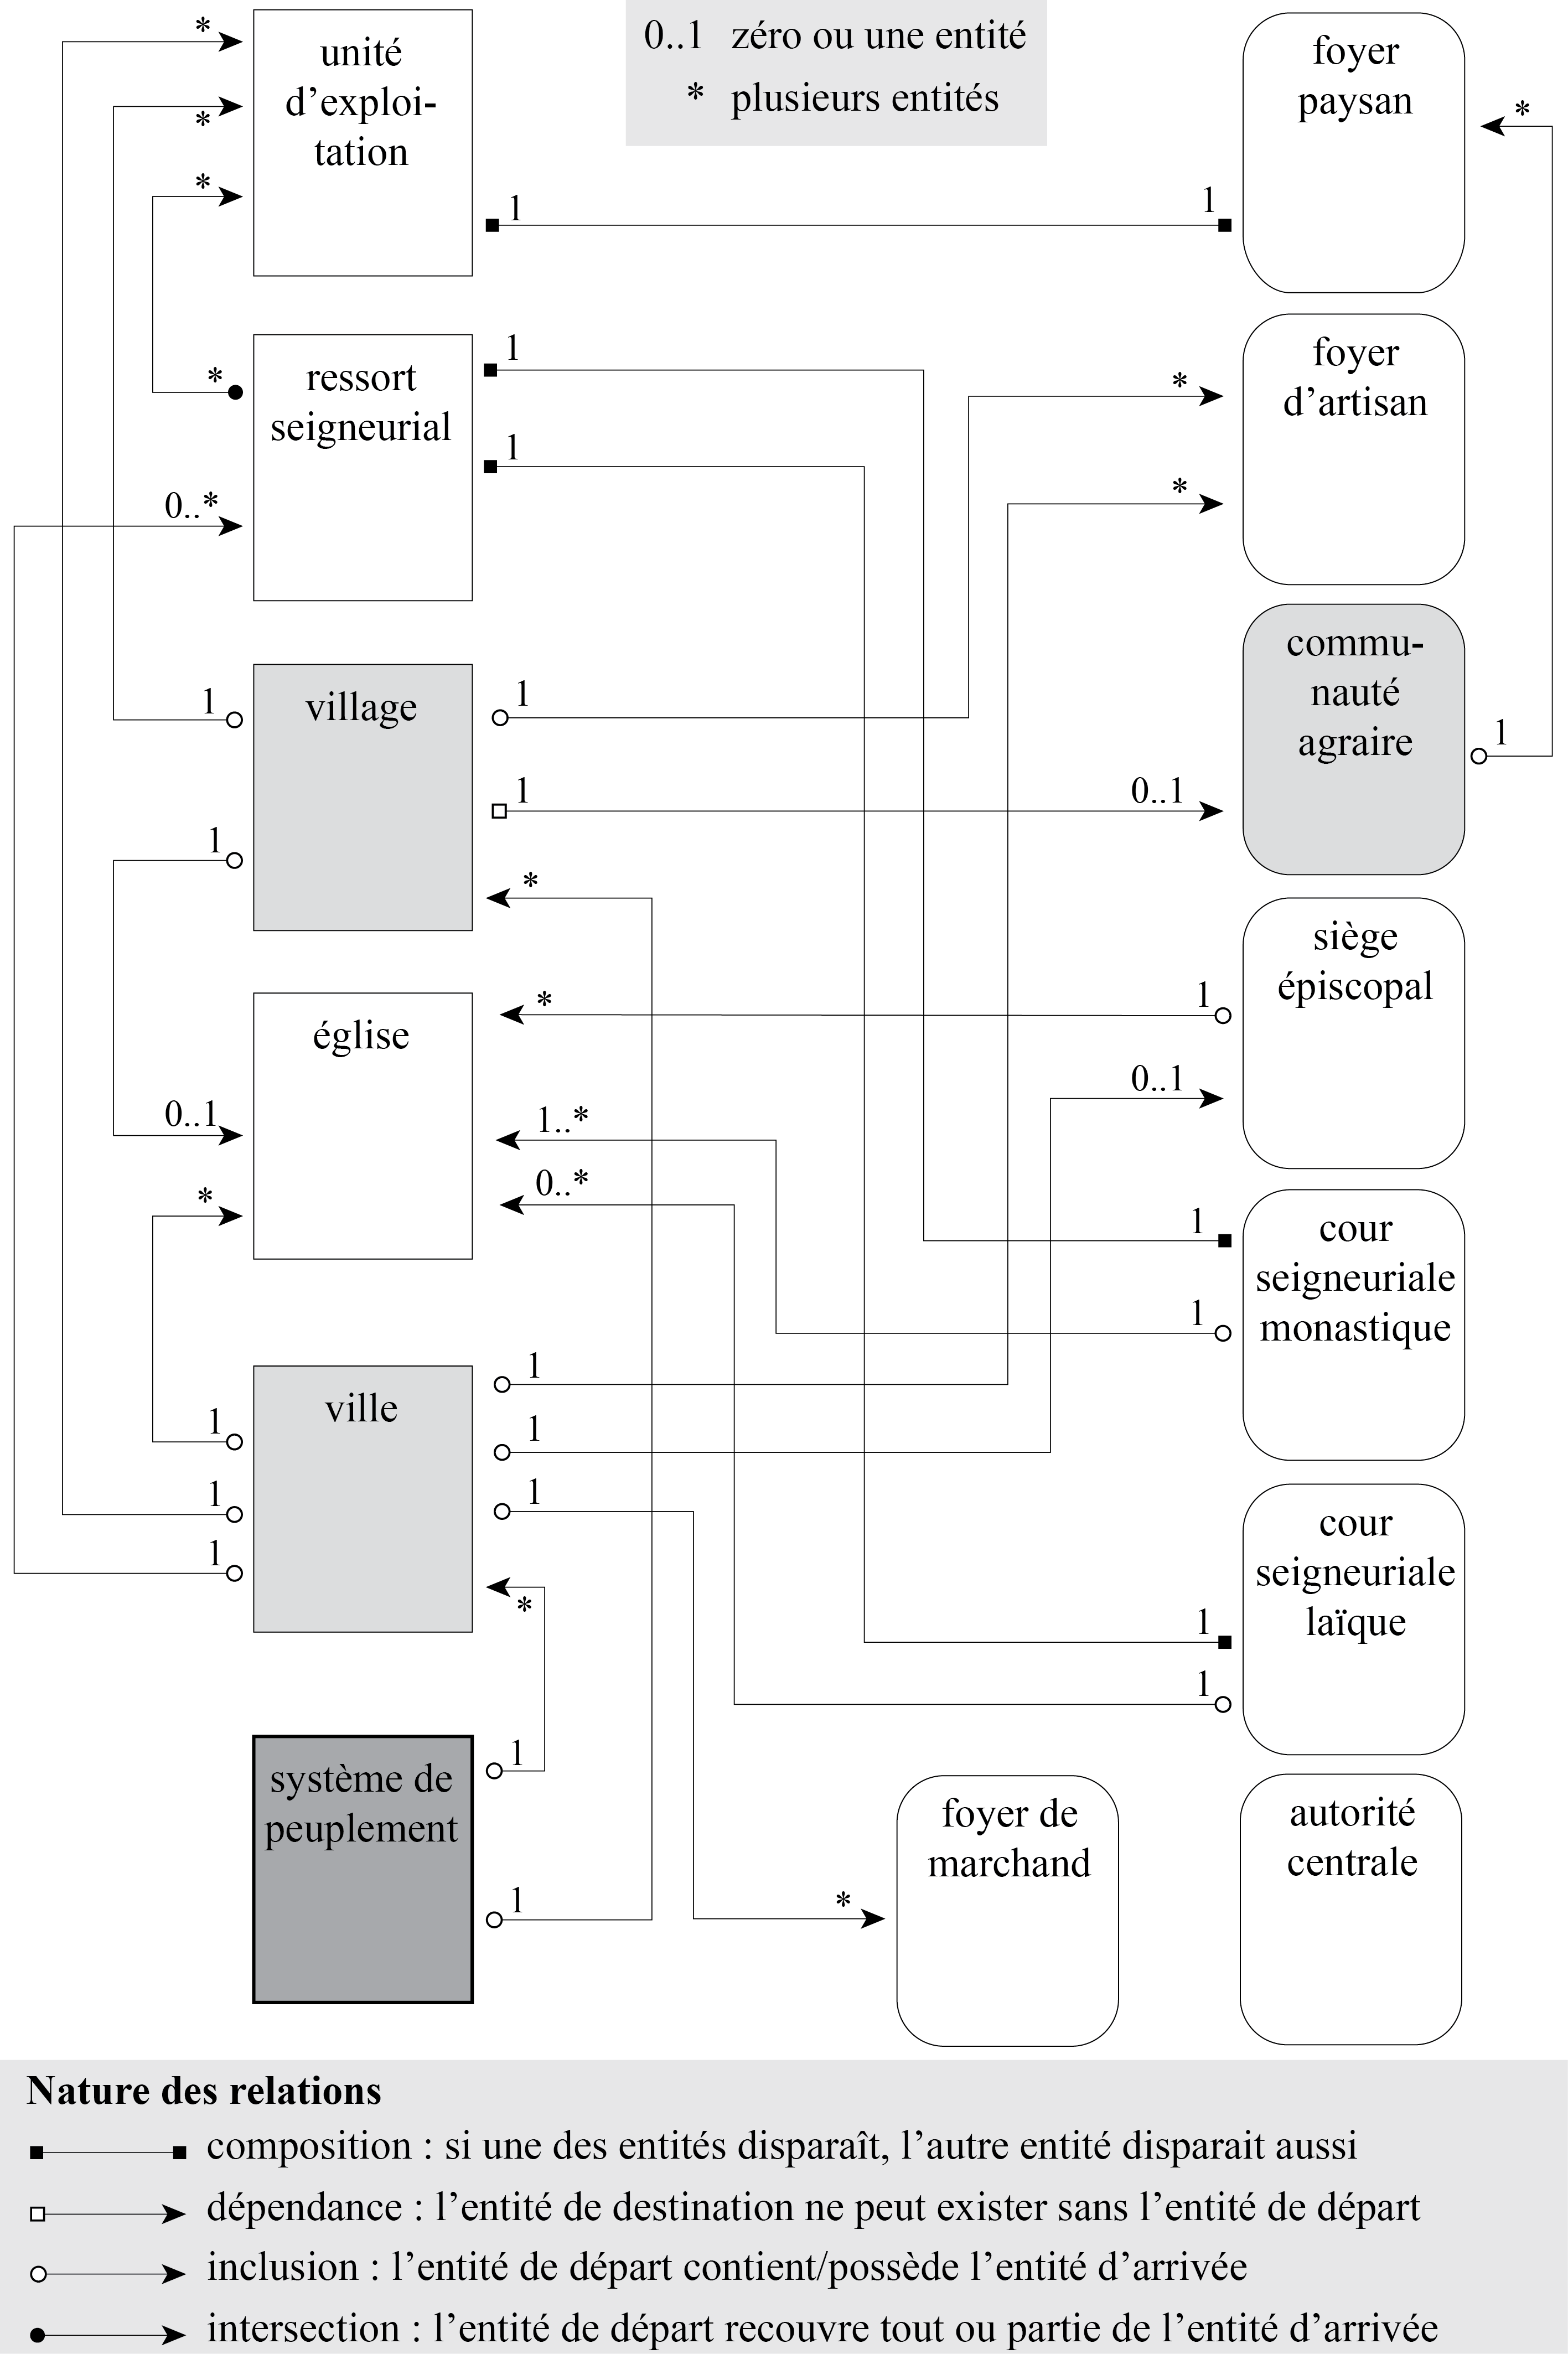 0..1 zéro ou une entité
* plusieurs entités
unité
d’exploi-
tation
*
*
*
1
foyer
paysan
*
1
ressort
seigneurial
1
1
*
0..*
foyer
d’artisan
*
*
village
1
1
1
1
*
commu-
nauté
agraire
1
0..1
église
*
1..*
0..*
0..1
*
siège
épiscopal
1
0..1
cour
seigneuriale
monastique
1
1
ville
1
1
1
1
1
1
*
cour
seigneuriale
laïque
1
1
système de
peuplement
1
1
foyer de
marchand
*
autorité
centrale
Nature des relations
composition : si une des entités disparaît, l’autre entité disparait aussi
dépendance : l’entité de destination ne peut exister sans l’entité de départ
inclusion : l’entité de départ contient/possède l’entité d’arrivée
intersection : l’entité de départ recouvre tout ou partie de l’entité d’arrivée